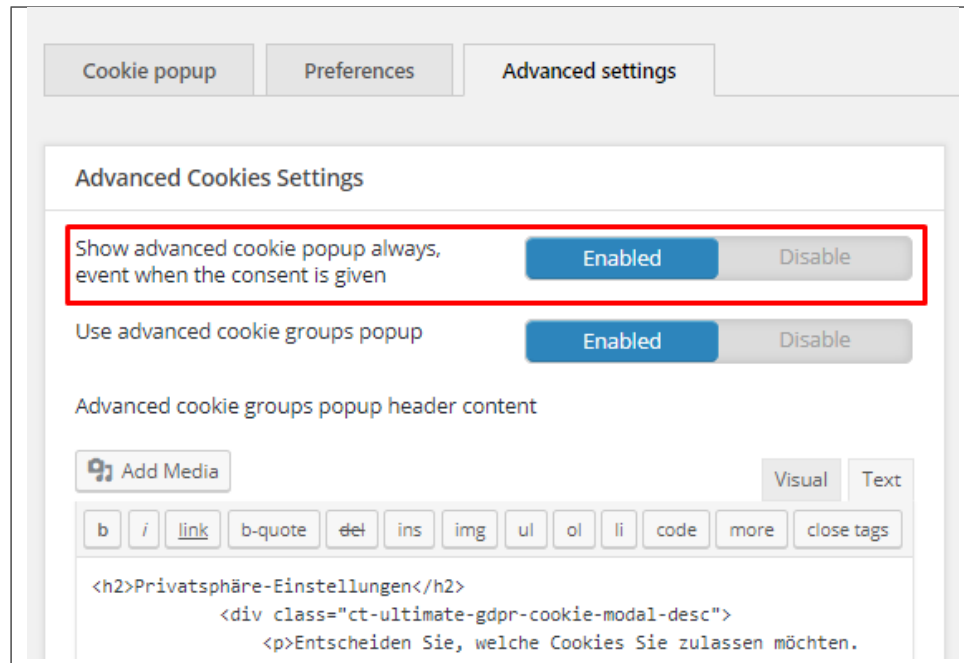 Cookie popup Preferences Advanced settings
Advanced Cookies Settings
Show advanced cookie popup always, Enabled Disable
event when the consent is given
Use advanced cookie groups popup Enabled Disable
Advanced cookie groups popup header content
Add Media
Visual Text
b i link b-quote del ins img ul ol li code more close tags
<h2>Privatsphäre-Einstellungen</h2>
<div class="ct-ultimate-gdpr-cookie-modal-desc">
<p>Entscheiden Sie, welche Cookies Sie zulassen möchten.